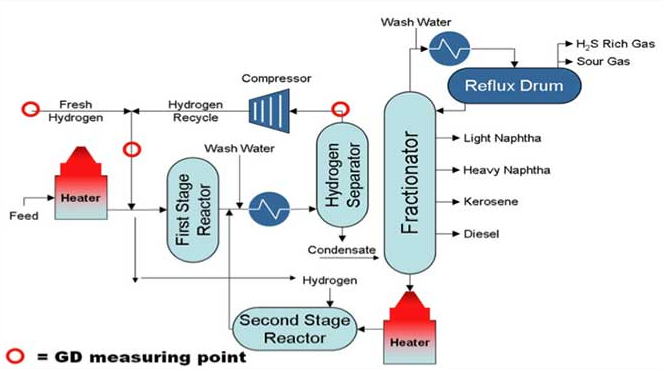 Wash Water
H₂S Rich Gas
Sour Gas
Reflux Drum
Compressor
Fresh
Hydrogen
Hydrogen
Recycle
Wash Water
Heater
Feed
First Stage
Reactor
Hydrogen
Separator
Fractionator
Light Naphtha
Heavy Naphtha
Kerosene
Diesel
Condensate
Hydrogen
Second Stage
Reactor
Heater
= GD measuring point